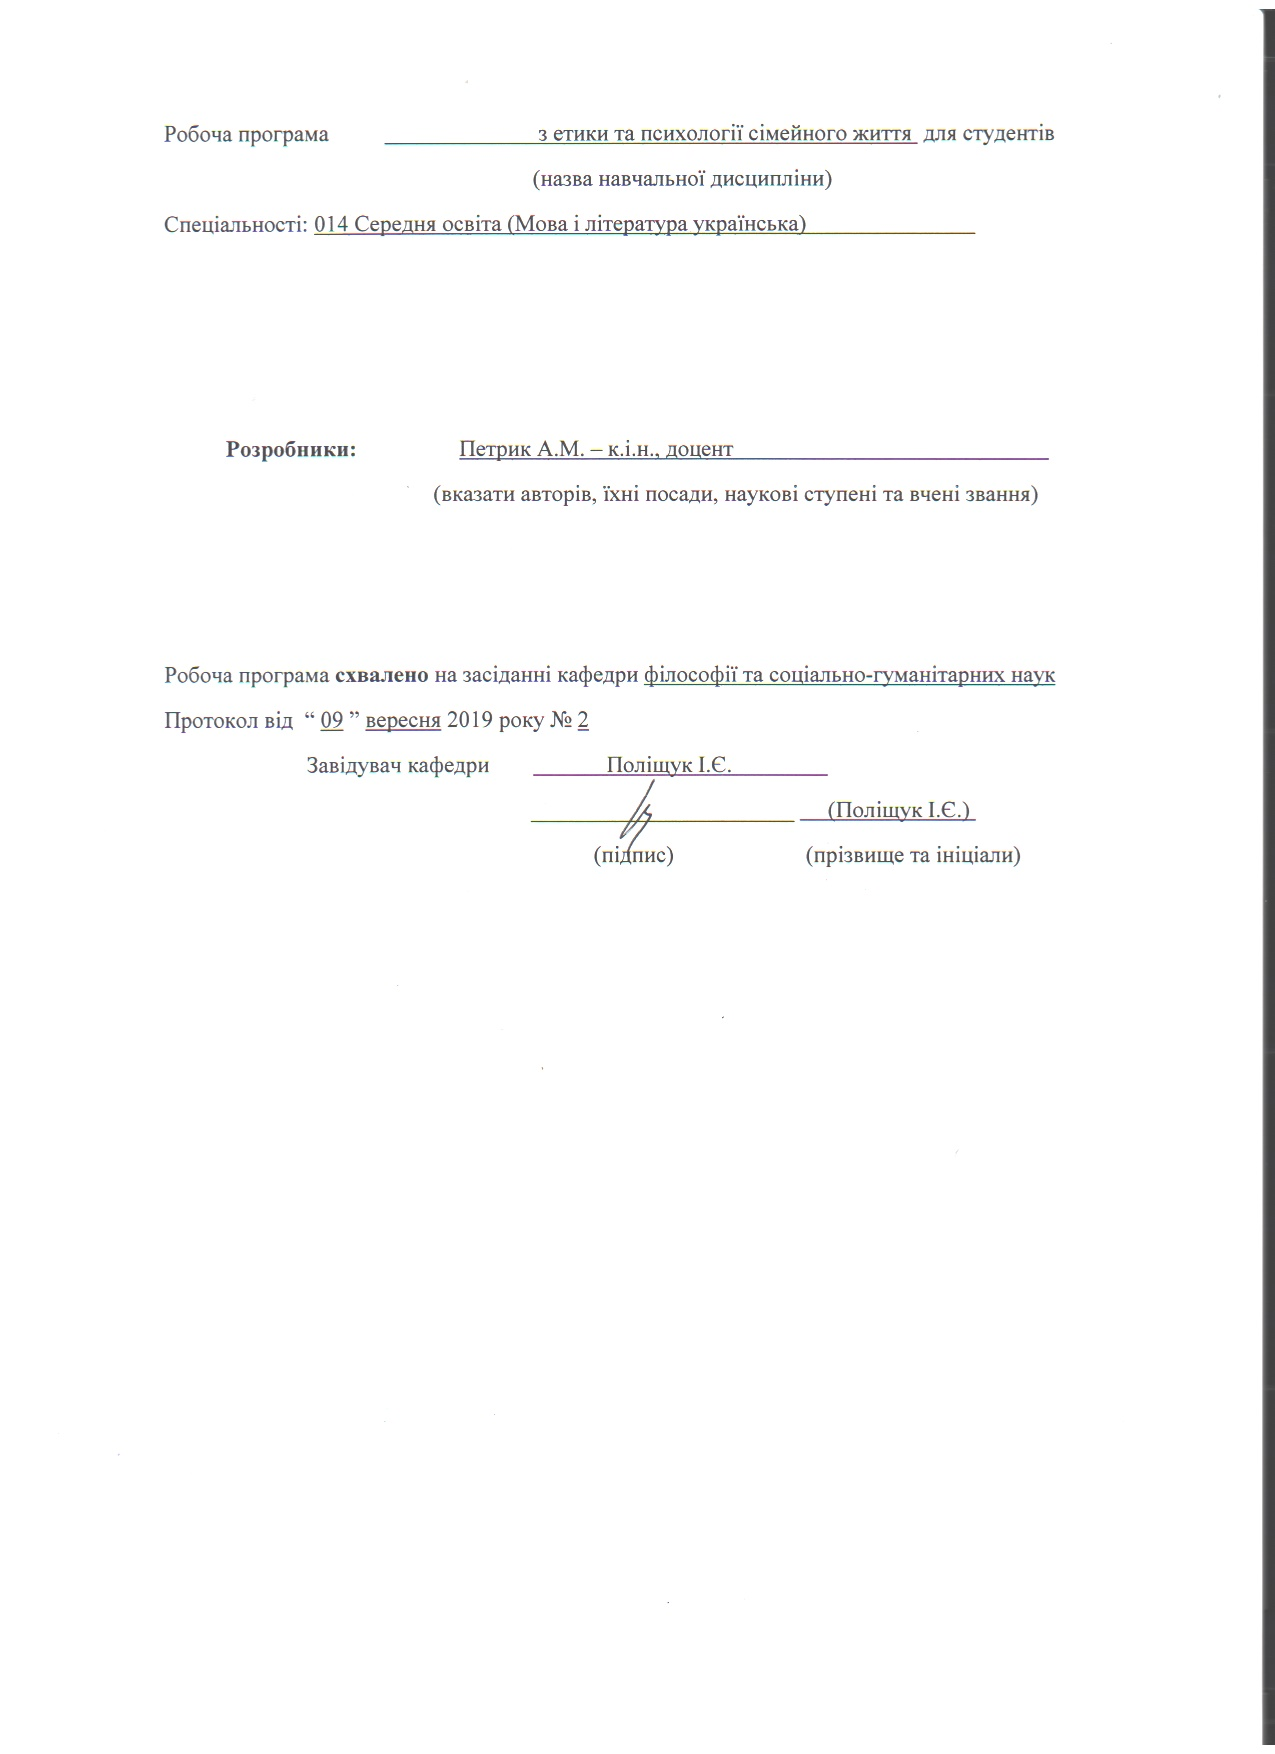 Робоча програма з етики та психології сімейного життя для студентів
(назва навчальної дисципліни)
Спеціальності: 014 Середня освіта (Мова і література українська)
Розробники: Петрик А.М. – к.і.н., доцент
(вказати авторів, їхні посади, наукові ступені та вчені звання)
Робоча програма схвалено на засіданні кафедри філософії та соціально-гуманітарних наук
Протокол від “ 09 ” вересня 2019 року № 2
Завідувач кафедри Поліщук І.Є.
(Поліщук І.Є.)
(підпис) (прізвище та ініціали)